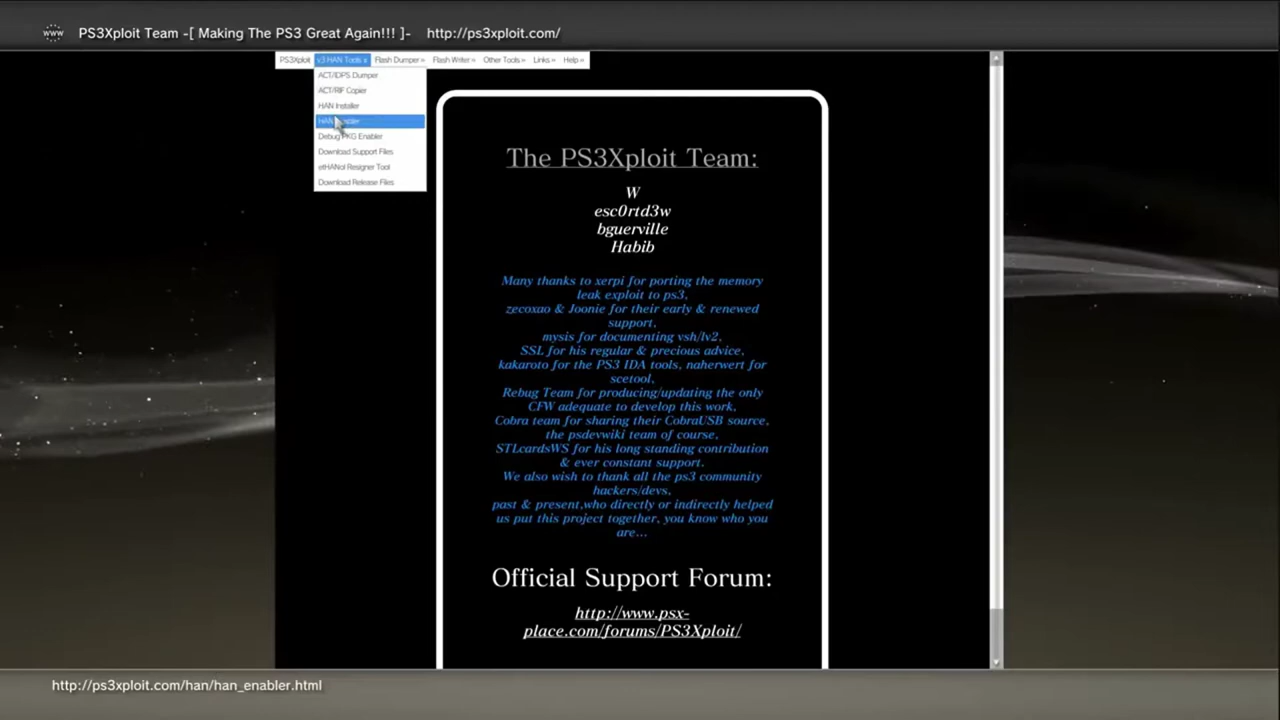 PS3Xploit Team -[ Making The PS3 Great Again!!! ]- http://ps3xploit.com/
PS3Xploit v3 HAN Tools » Flash Dumper » Flash Writer » Other Tools » Links » Help »
ACT/IDPS Dumper
ACT/RIF Copier
HAN Installer
HAN Enabler
Debug PKG Enabler
Download Support Files
etHANol Resigner Tool
Download Release Files
The PS3Xploit Team:
W
esc0rtd3w
bguerville
Habib
Many thanks to xerpi for porting the memory
leak exploit to ps3,
zecoxao & Joonie for their early & renewed
support,
mysis for documenting vsh/lv2,
SSL for his regular & precious advice,
kakaroto for the PS3 IDA tools, naherwert for
scetool,
Rebug Team for producing/updating the only
CFW adequate to develop this work,
Cobra team for sharing their CobraUSB source,
the psdevwiki team of course,
STLcardsWS for his long standing contribution
& ever constant support.
We also wish to thank all the ps3 community
hackers/devs,
past & present,who directly or indirectly helped
us put this project together, you know who you
are...
Official Support Forum:
http://www.psx-
place.com/forums/PS3Xploit/
http://ps3xploit.com/han/han_enabler.html